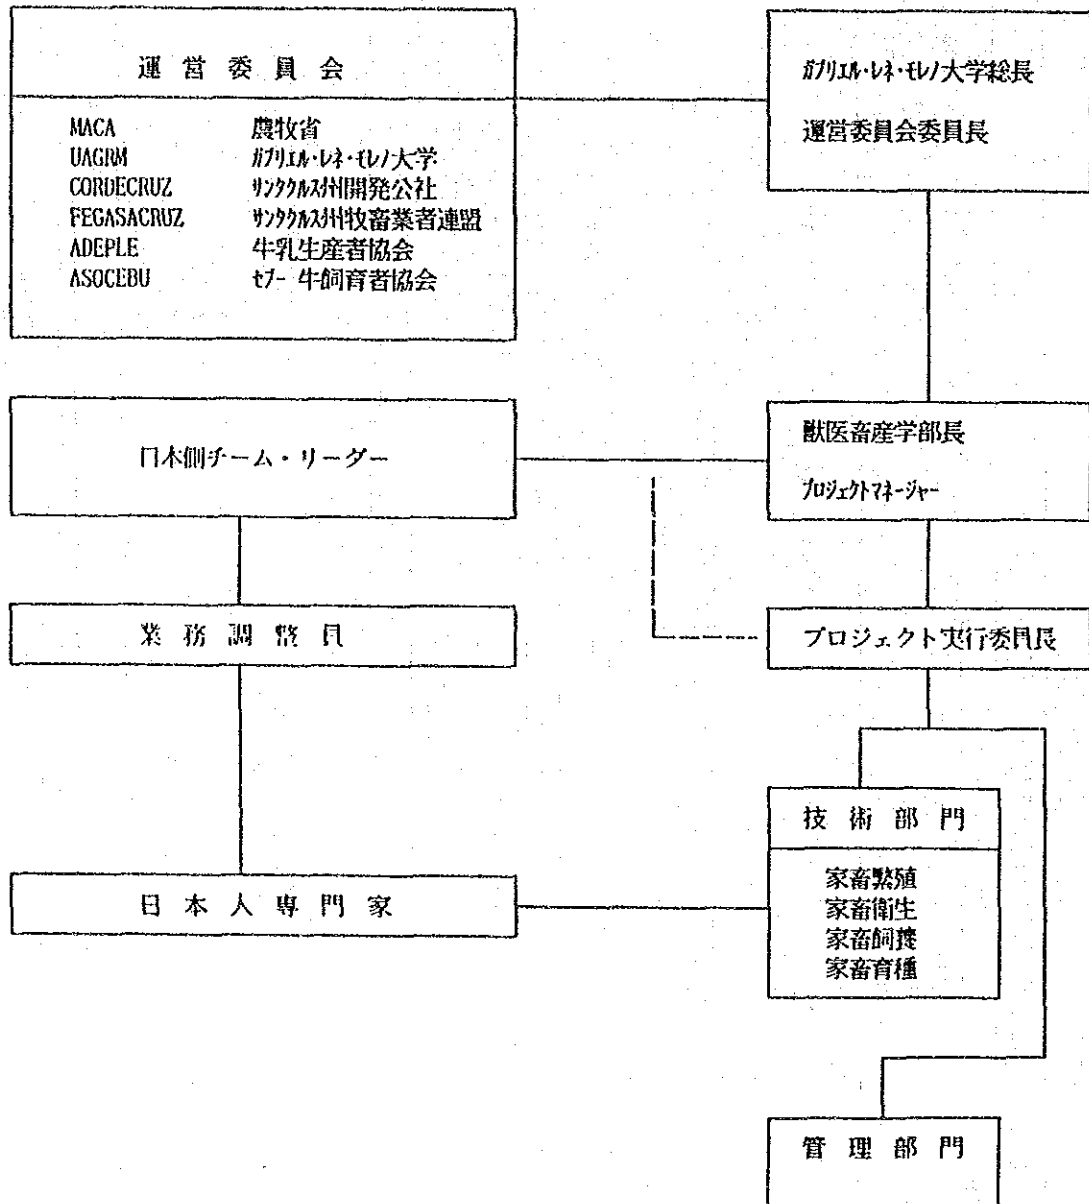 運営委員会
MACA 農牧省
UAGRM ガブリエル・レネ・モレノ大学
CORDECRUZ サンタクルス州開発公社
FEGASACRUZ サンタクルス州牧畜業者連盟
ADEPLE 牛乳生産者協会
ASOCEBU セブー牛飼育者協会
ガブリエル・レネ・モレノ大学総長
運営委員会委員長
日本側チーム・リーダー
獣医畜産学部長
プロジェクトマネージャー
業務調整員
プロジェクト実行委員長
技術部門
家畜繁殖
家畜衛生
家畜飼養
家畜育種
日本人専門家
管理部門